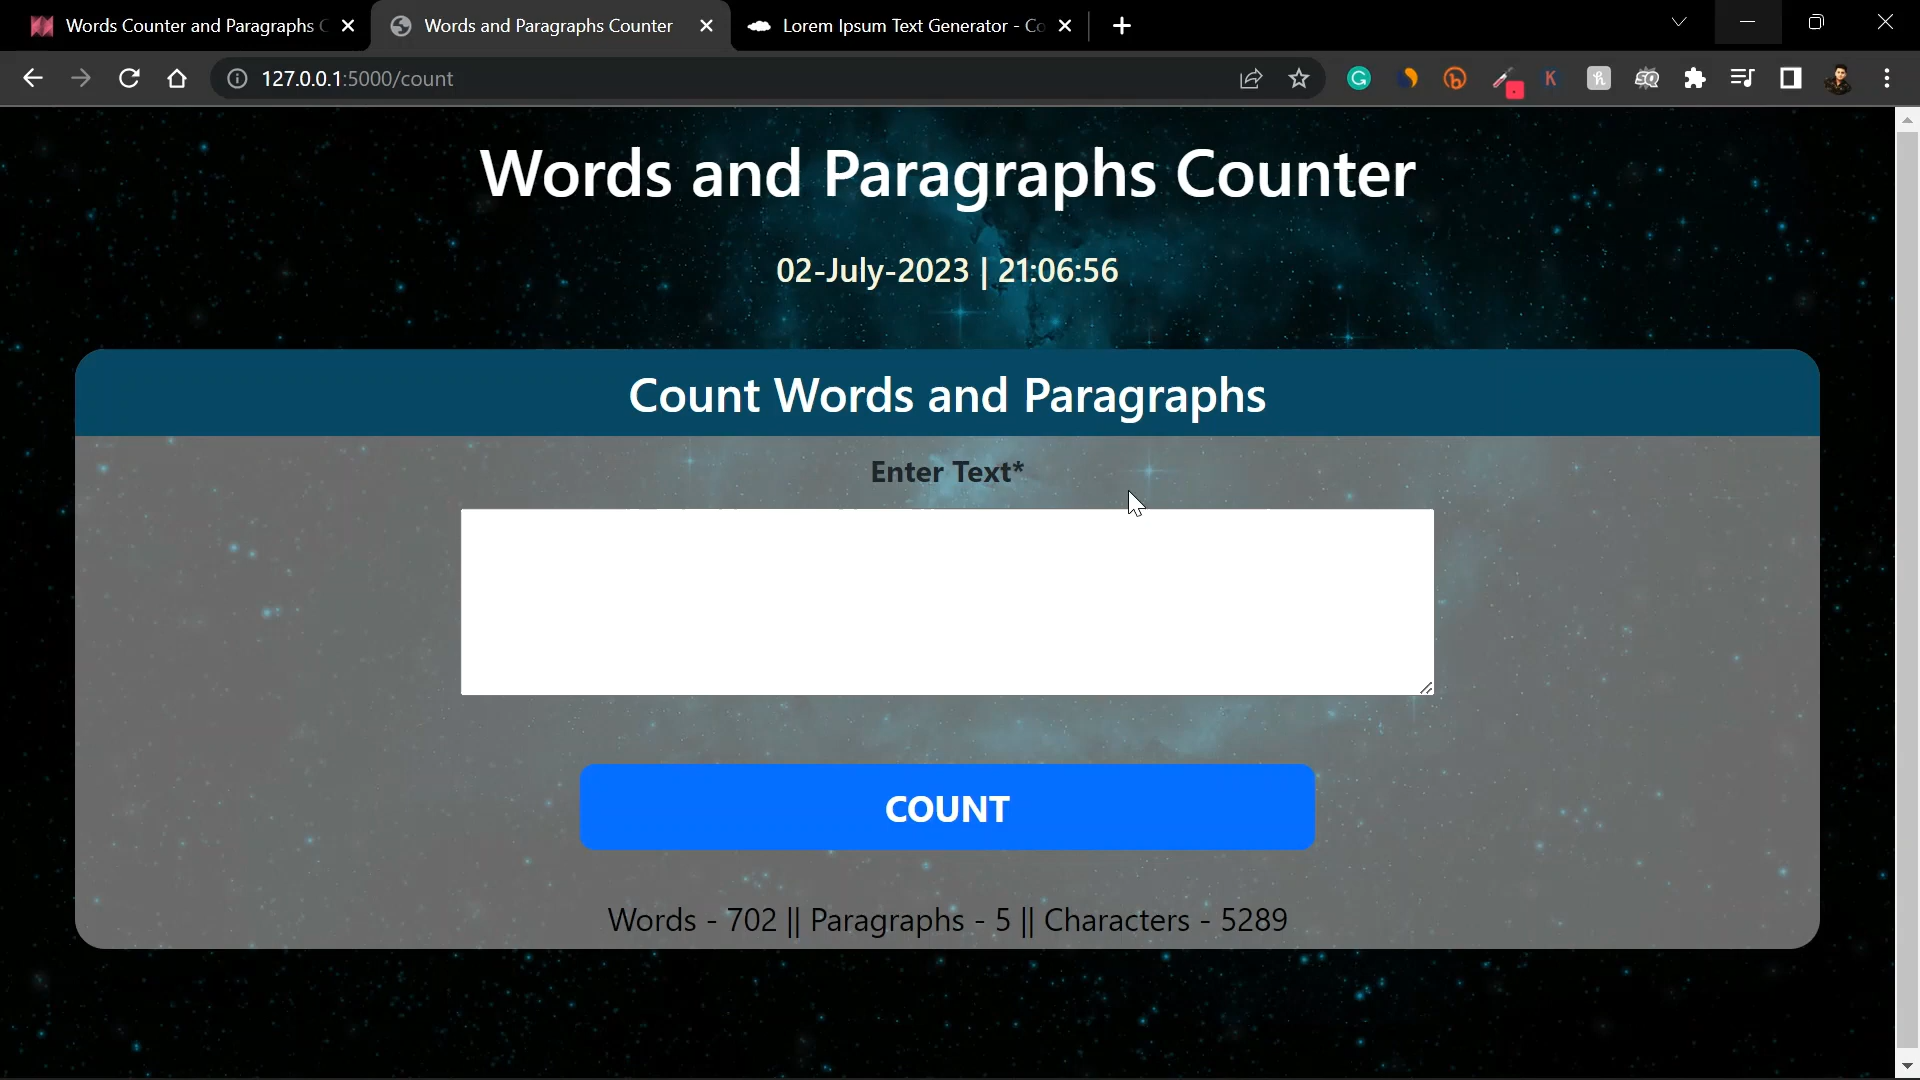 Words Counter and Paragraphs C
Words and Paragraphs Counter
Lorem Ipsum Text Generator - Co
127.0.0.1:5000/count
Words and Paragraphs Counter
02-July-2023 | 21:06:56
Count Words and Paragraphs
Enter Text*
COUNT
Words - 702 || Paragraphs - 5 || Characters - 5289